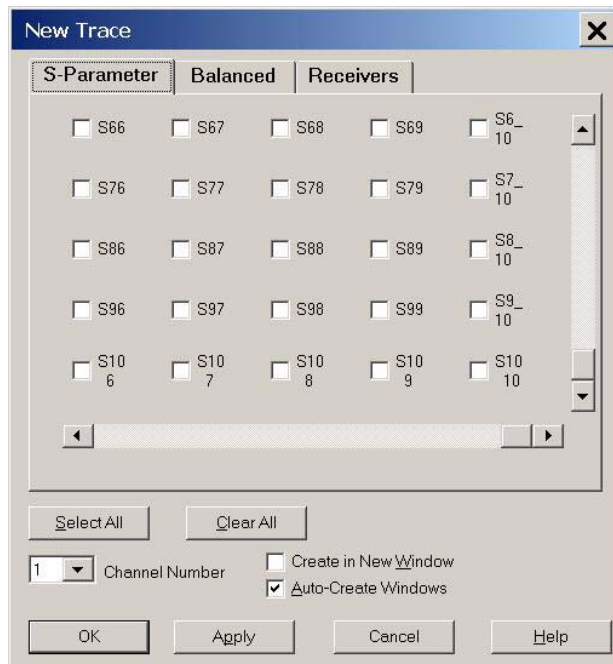 New Trace
S-Parameter Balanced Receivers
S66 S67 S68 S69 S6_
10
S76 S77 S78 S79 S7_
10
S86 S87 S88 S89 S8_
10
S96 S97 S98 S99 S9_
10
S10 S10 S10 S10 S10
6 7 8 9 10
Select All Clear All
1 Channel Number
Create in New Window
Auto-Create Windows
OK Apply Cancel Help